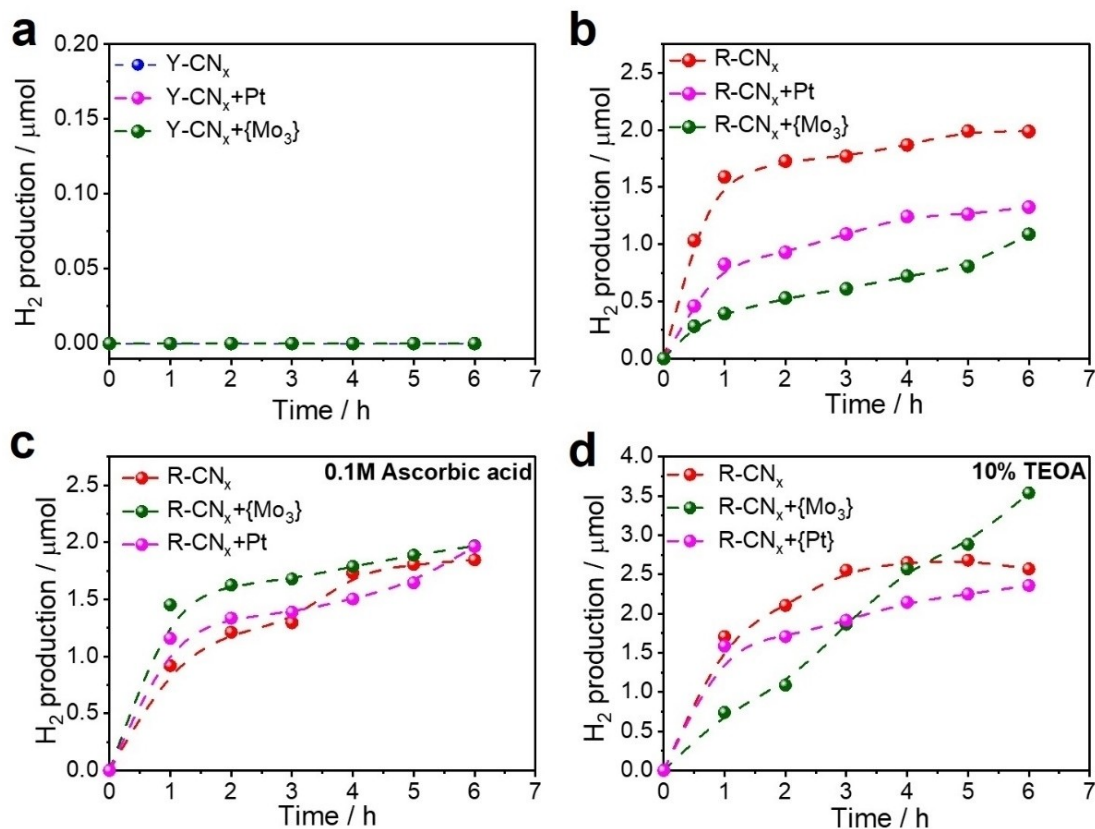 a
0.20
0.15
0.10
0.05
0.00
H₂ production / μmol
Y-CNₓ
Y-CNₓ+Pt
Y-CNₓ+{Mo₃}
0 1 2 3 4 5 6 7
Time / h
b
2.5
2.0
1.5
1.0
0.5
0.0
H₂ production / μmol
R-CNₓ
R-CNₓ+Pt
R-CNₓ+{Mo₃}
0 1 2 3 4 5 6 7
Time / h
c
2.5
2.0
1.5
1.0
0.5
0.0
H₂ production / μmol
R-CNₓ
R-CNₓ+{Mo₃}
R-CNₓ+Pt
0.1M Ascorbic acid
0 1 2 3 4 5 6 7
Time / h
d
4.0
3.5
3.0
2.5
2.0
1.5
1.0
0.5
0.0
H₂ production / μmol
R-CNₓ
R-CNₓ+{Mo₃}
R-CNₓ+{Pt}
10% TEOA
0 1 2 3 4 5 6 7
Time / h